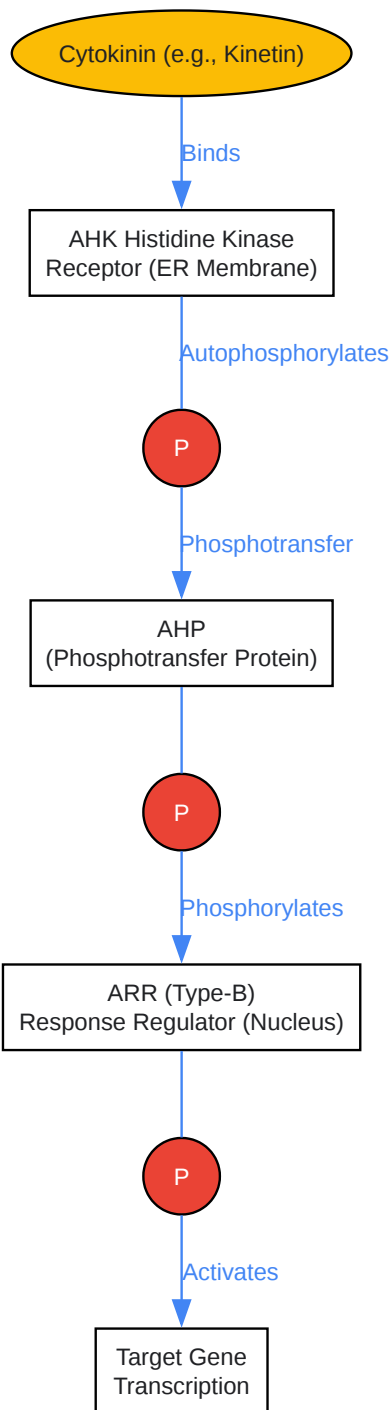 Cytokinin (e.g., Kinetin)
Binds
AHK Histidine Kinase
Receptor (ER Membrane)
Autophosphorylates
P
Phosphotransfer
AHP
(Phosphotransfer Protein)
P
Phosphorylates
ARR (Type-B)
Response Regulator (Nucleus)
P
Activates
Target Gene
Transcription